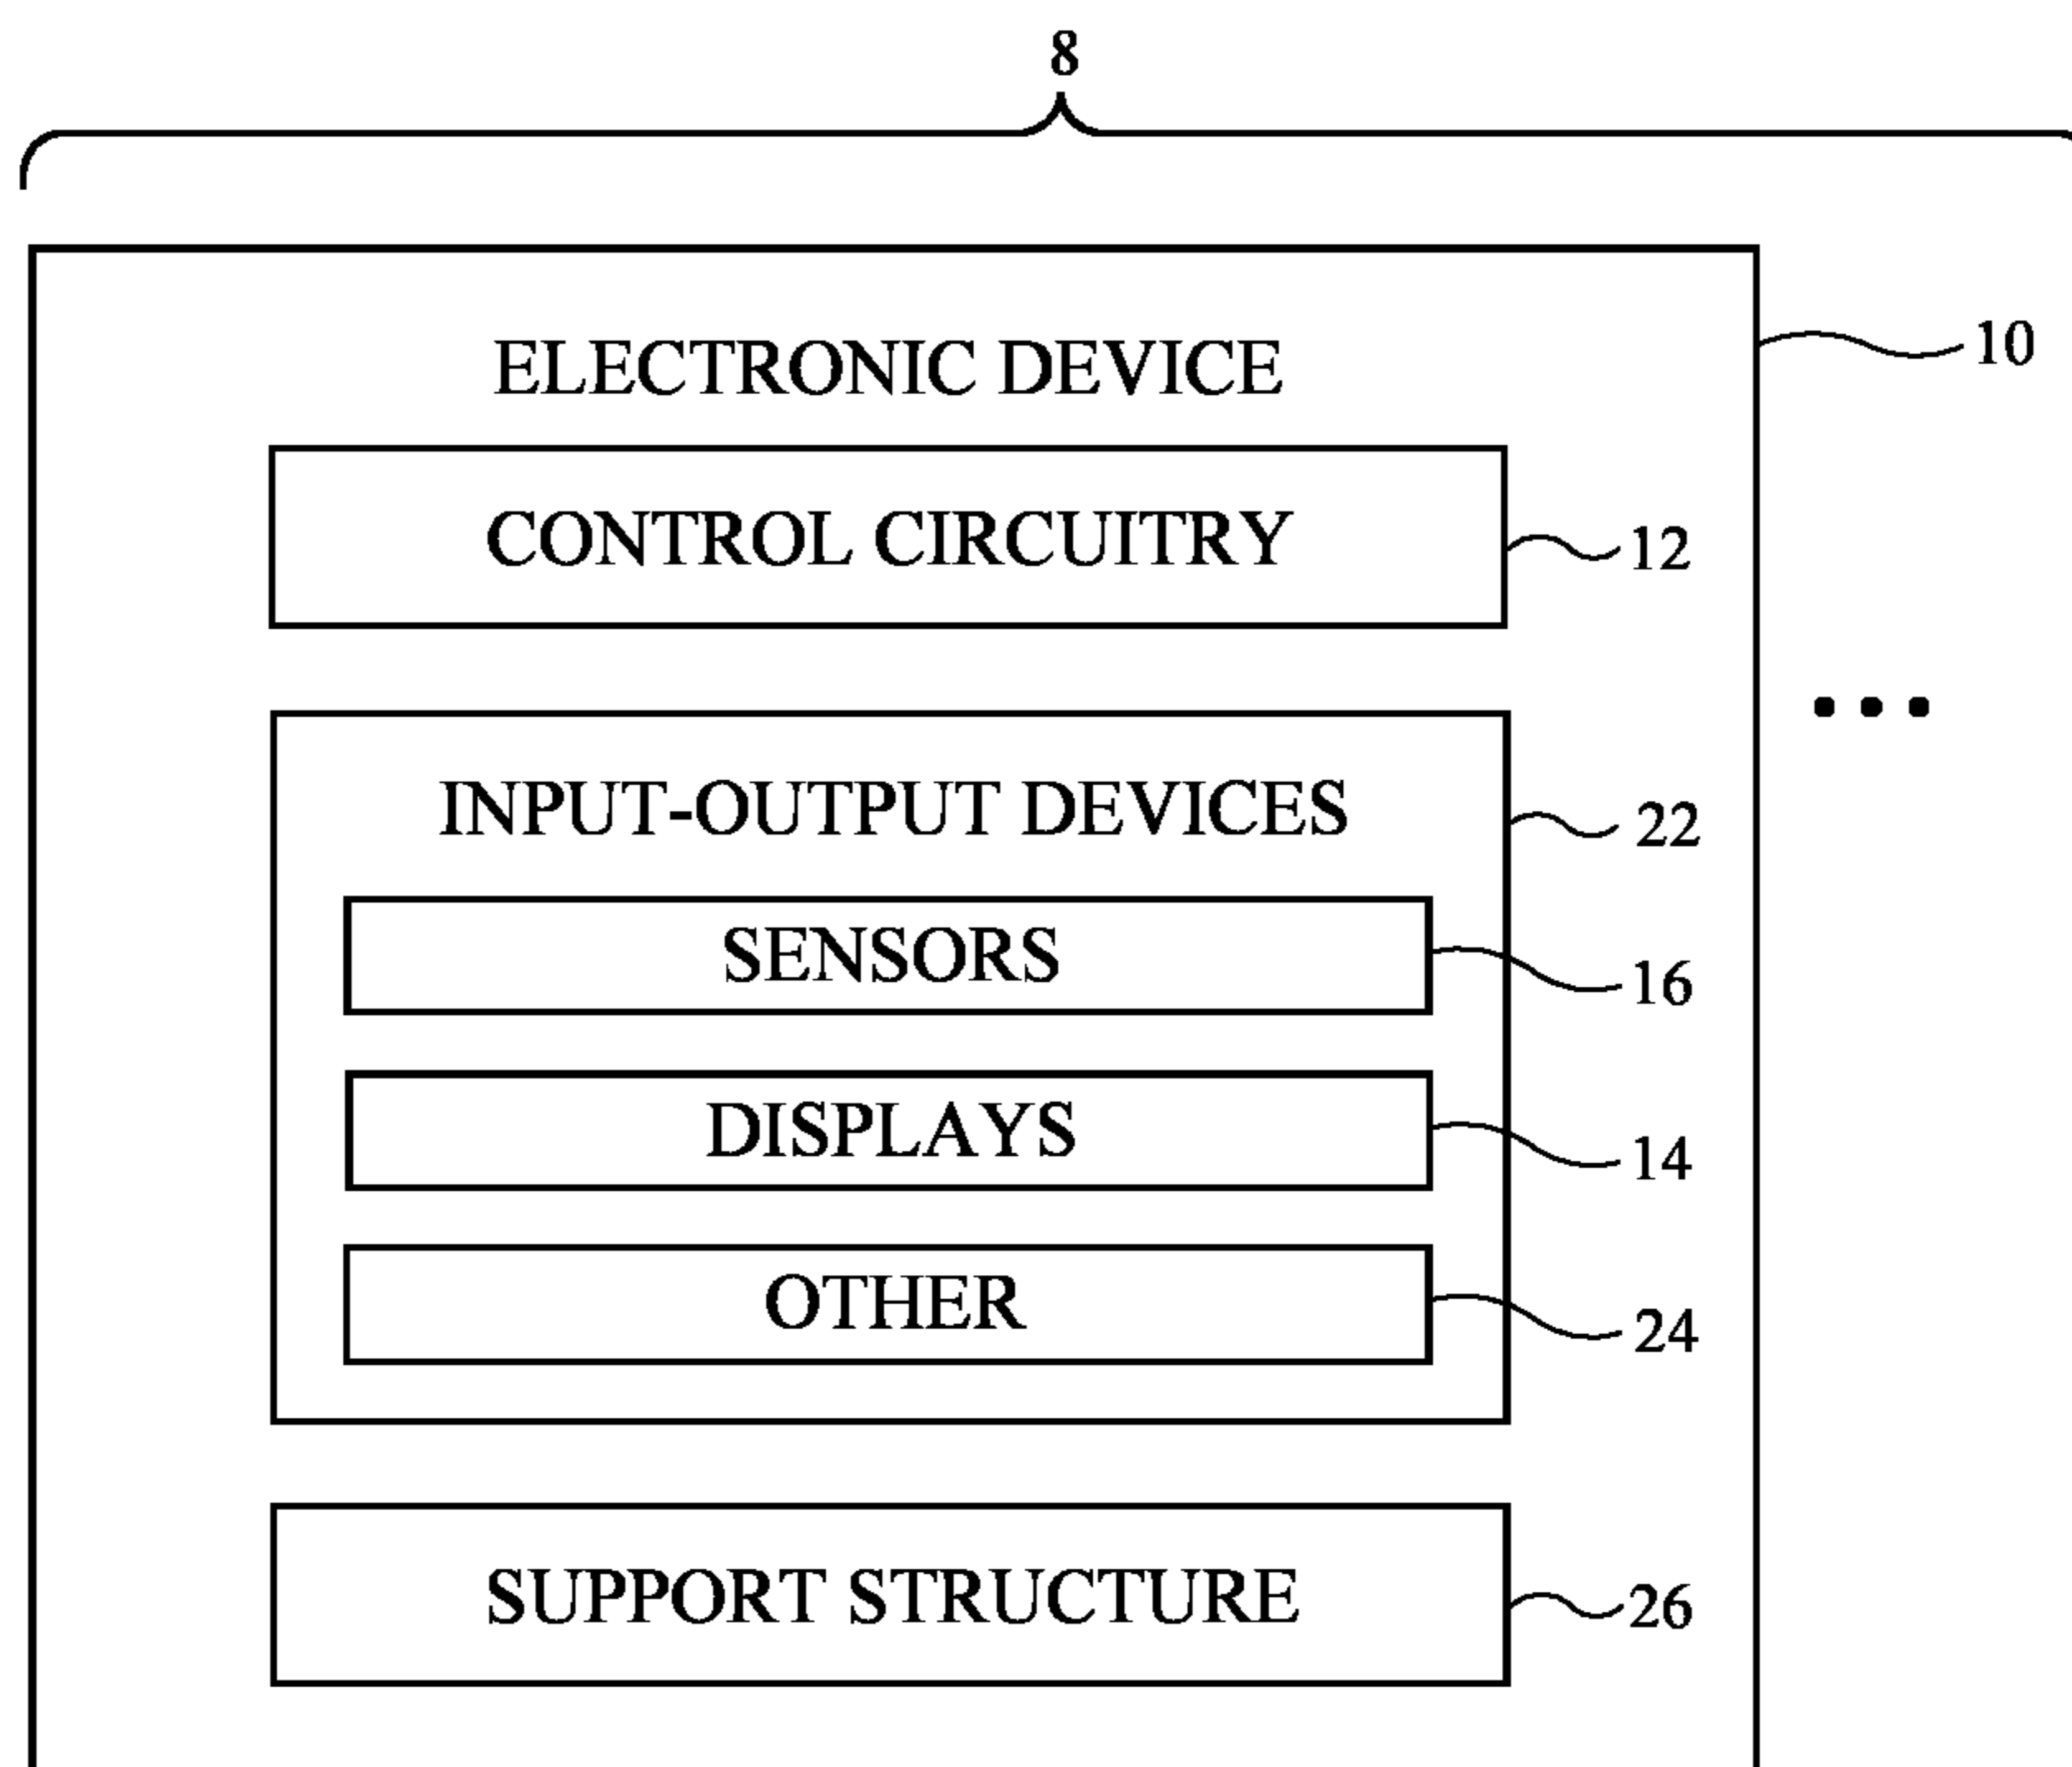 8
ELECTRONIC DEVICE
10
CONTROL CIRCUITRY
12
INPUT-OUTPUT DEVICES
22
SENSORS
16
DISPLAYS
14
OTHER
24
SUPPORT STRUCTURE
26